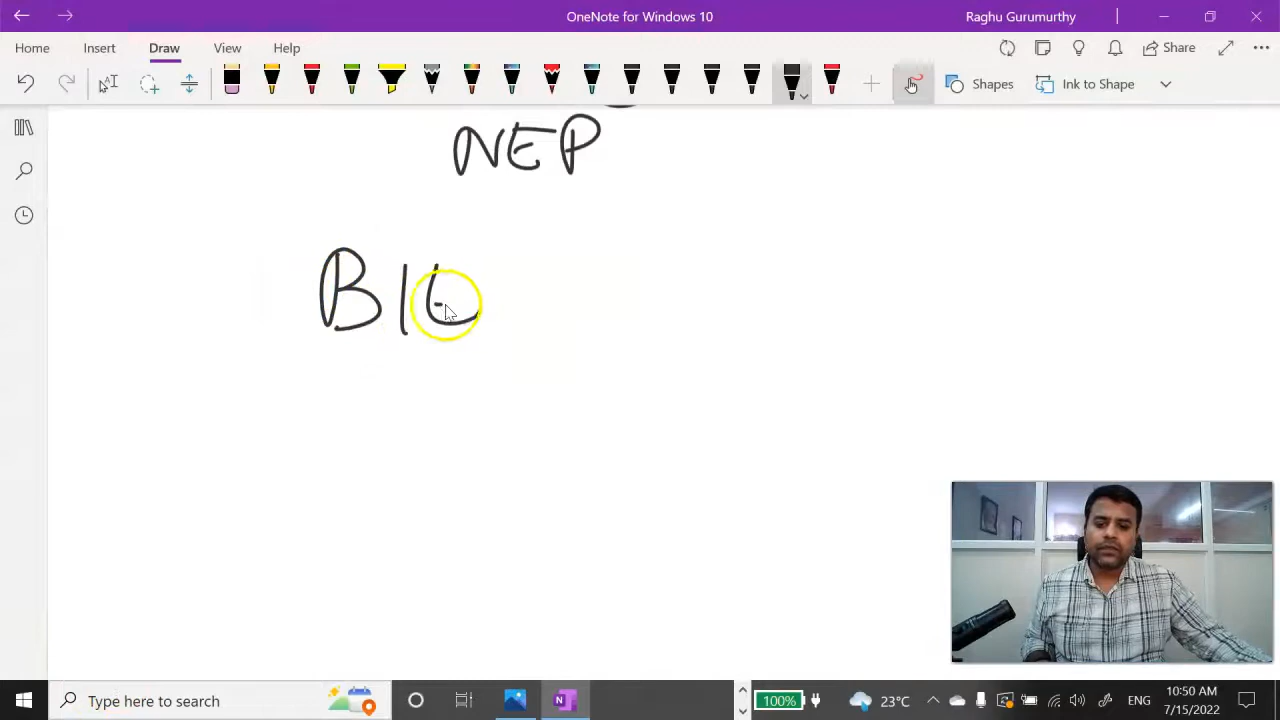 OneNote for Windows 10
Raghu Gurumurthy
Home Insert Draw View Help
Share
Shapes
Ink to Shape
NEP
Type here to search
100%
23°C
ENG
10:50 AM
7/15/2022